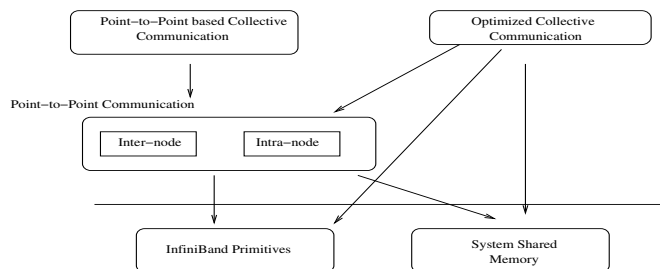 Point−to−Point based Collective
Communication
Optimized Collective
Communication
Point−to−Point Communication
Inter−node
Intra−node
InfiniBand Primitives
System Shared
Memory